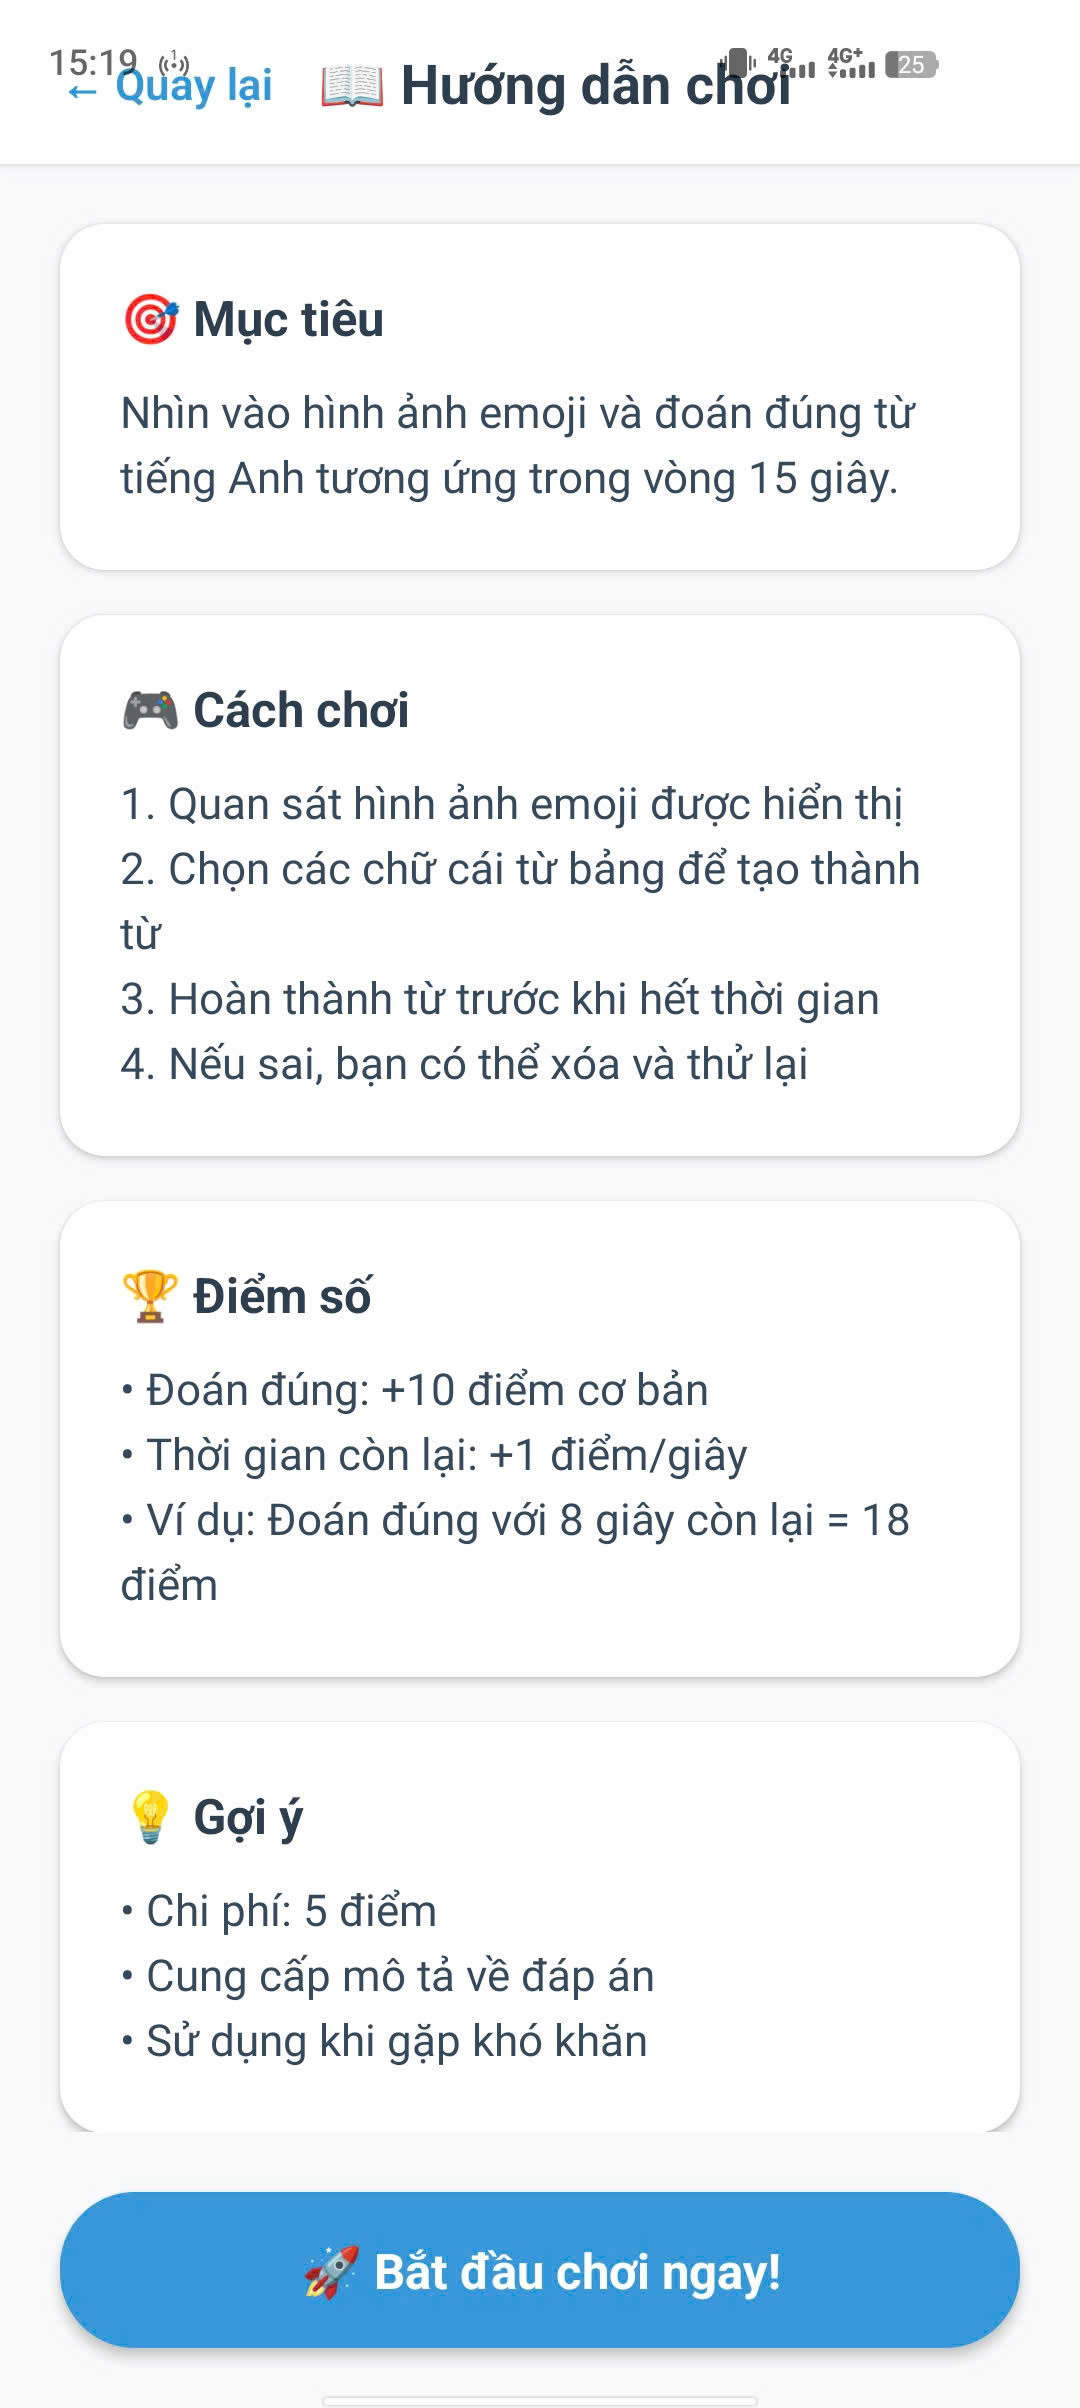 15:19
4G 4G+ 25
← Quay lại 📖 Hướng dẫn chơi
🎯 Mục tiêu
Nhìn vào hình ảnh emoji và đoán đúng từ
tiếng Anh tương ứng trong vòng 15 giây.
🎮 Cách chơi
1. Quan sát hình ảnh emoji được hiển thị
2. Chọn các chữ cái từ bảng để tạo thành
từ
3. Hoàn thành từ trước khi hết thời gian
4. Nếu sai, bạn có thể xóa và thử lại
🏆 Điểm số
• Đoán đúng: +10 điểm cơ bản
• Thời gian còn lại: +1 điểm/giây
• Ví dụ: Đoán đúng với 8 giây còn lại = 18
điểm
💡 Gợi ý
• Chi phí: 5 điểm
• Cung cấp mô tả về đáp án
• Sử dụng khi gặp khó khăn
🚀 Bắt đầu chơi ngay!